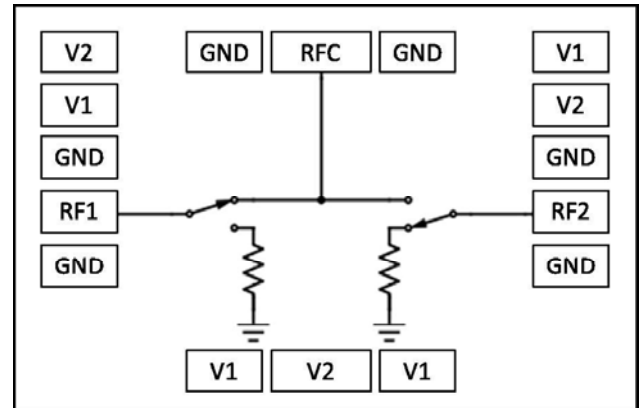 V2 GND RFC GND V1
V1 V2
GND GND
RF1 RF2
GND GND
V1 V2 V1